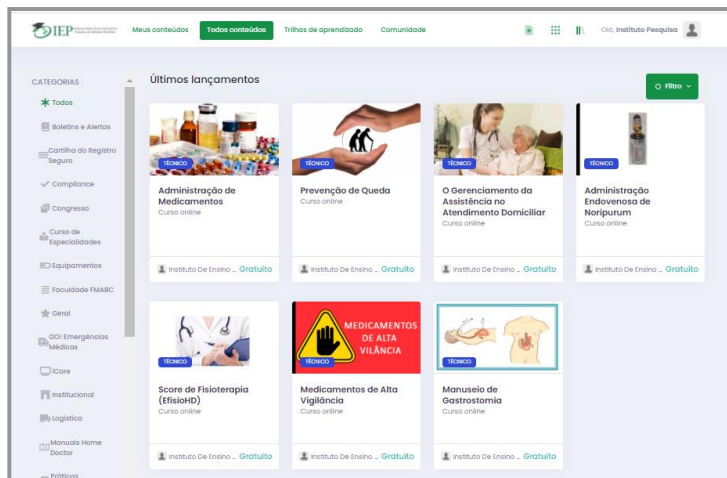 IEP
Meus conteúdos
Todos conteúdos
Trilhas de aprendizado
Comunidade
Olá, Instituto Pesquisa
CATEGORIAS
Todos
Boletins e Alertas
Cartilha do Registro
Seguro
Compliance
Congresso
Curso de
Especialidades
Equipamentos
Faculdade FMABC
Geral
GO! Emergências
Médicas
iCare
Institucional
Logística
Manuais Home
Doctor
Práticas
Últimos lançamentos
Filtro
TÉCNICO
Administração de
Medicamentos
Curso online
Instituto De Ensino ... Gratuito
TÉCNICO
Prevenção de Queda
Curso online
Instituto De Ensino ... Gratuito
TÉCNICO
O Gerenciamento da
Assistência no
Atendimento Domiciliar
Curso online
Instituto De Ensino ... Gratuito
TÉCNICO
Administração
Endovenosa de
Noripurum
Curso online
Instituto De Ensino ... Gratuito
TÉCNICO
Score de Fisioterapia
(EfisioHD)
Curso online
Instituto De Ensino ... Gratuito
MEDICAMENTOS
DE ALTA
VILÂNCIA
TÉCNICO
Medicamentos de Alta
Vigilância
Curso online
Instituto De Ensino ... Gratuito
TÉCNICO
Manuseio de
Gastrostomia
Curso online
Instituto De Ensino ... Gratuito